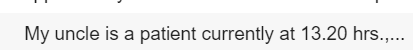 My uncle is a patient currently at 13.20 hrs.,...